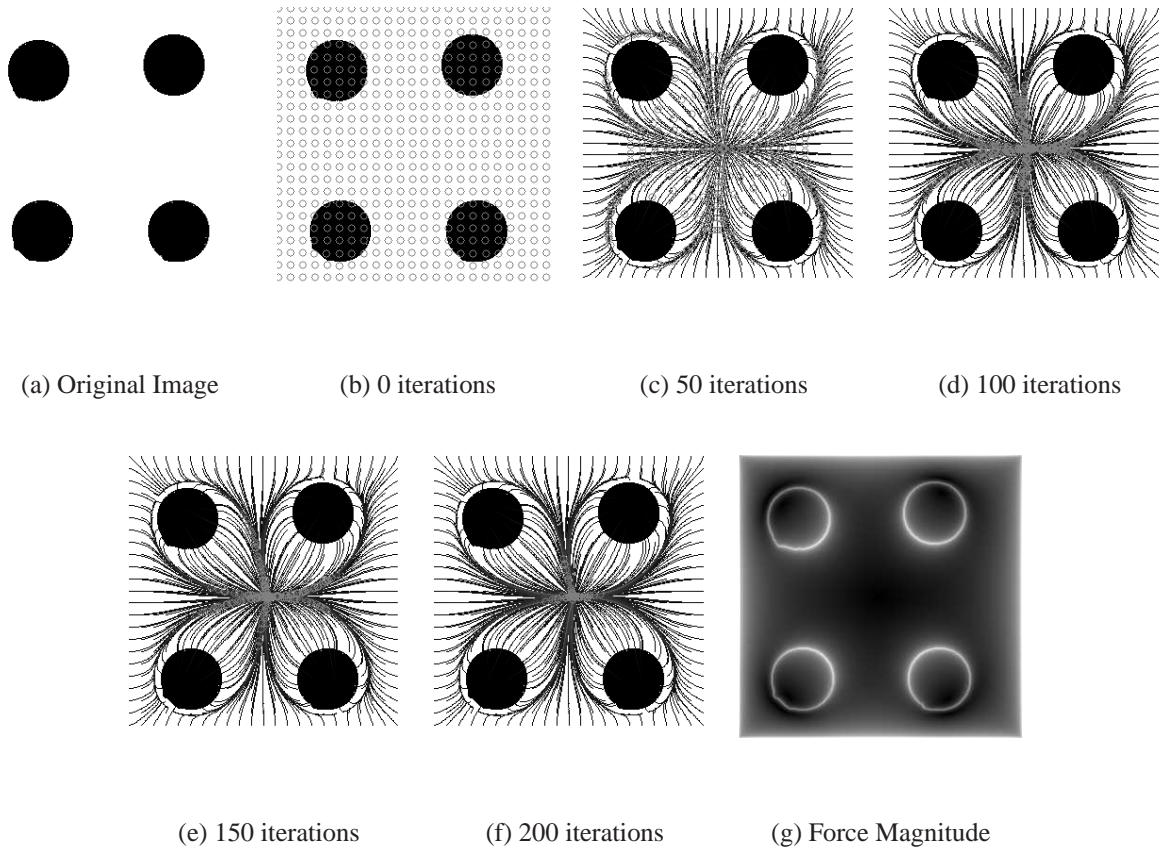 (a) Original Image
(b) 0 iterations
(c) 50 iterations
(d) 100 iterations
(e) 150 iterations
(f) 200 iterations
(g) Force Magnitude